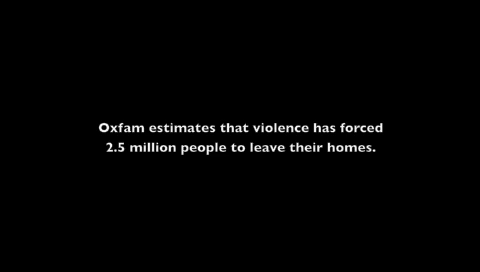 Oxfam estimates that violence has forced
2.5 million people to leave their homes.